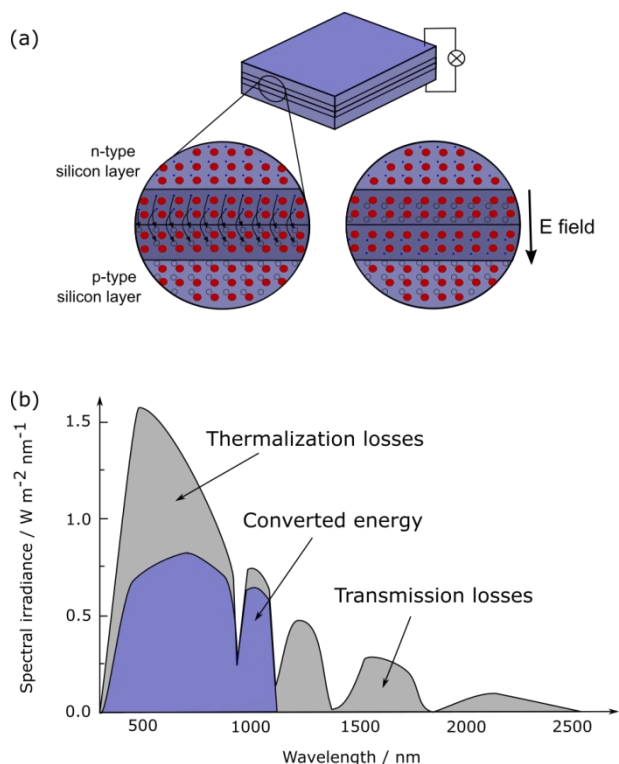 (a)
n-type
silicon layer
E field
p-type
silicon layer
(b)
Spectral irradiance / W m⁻² nm⁻¹
1.5
1.0
0.5
0.0
Thermalization losses
Converted energy
Transmission losses
500 1000 1500 2000 2500
Wavelength / nm